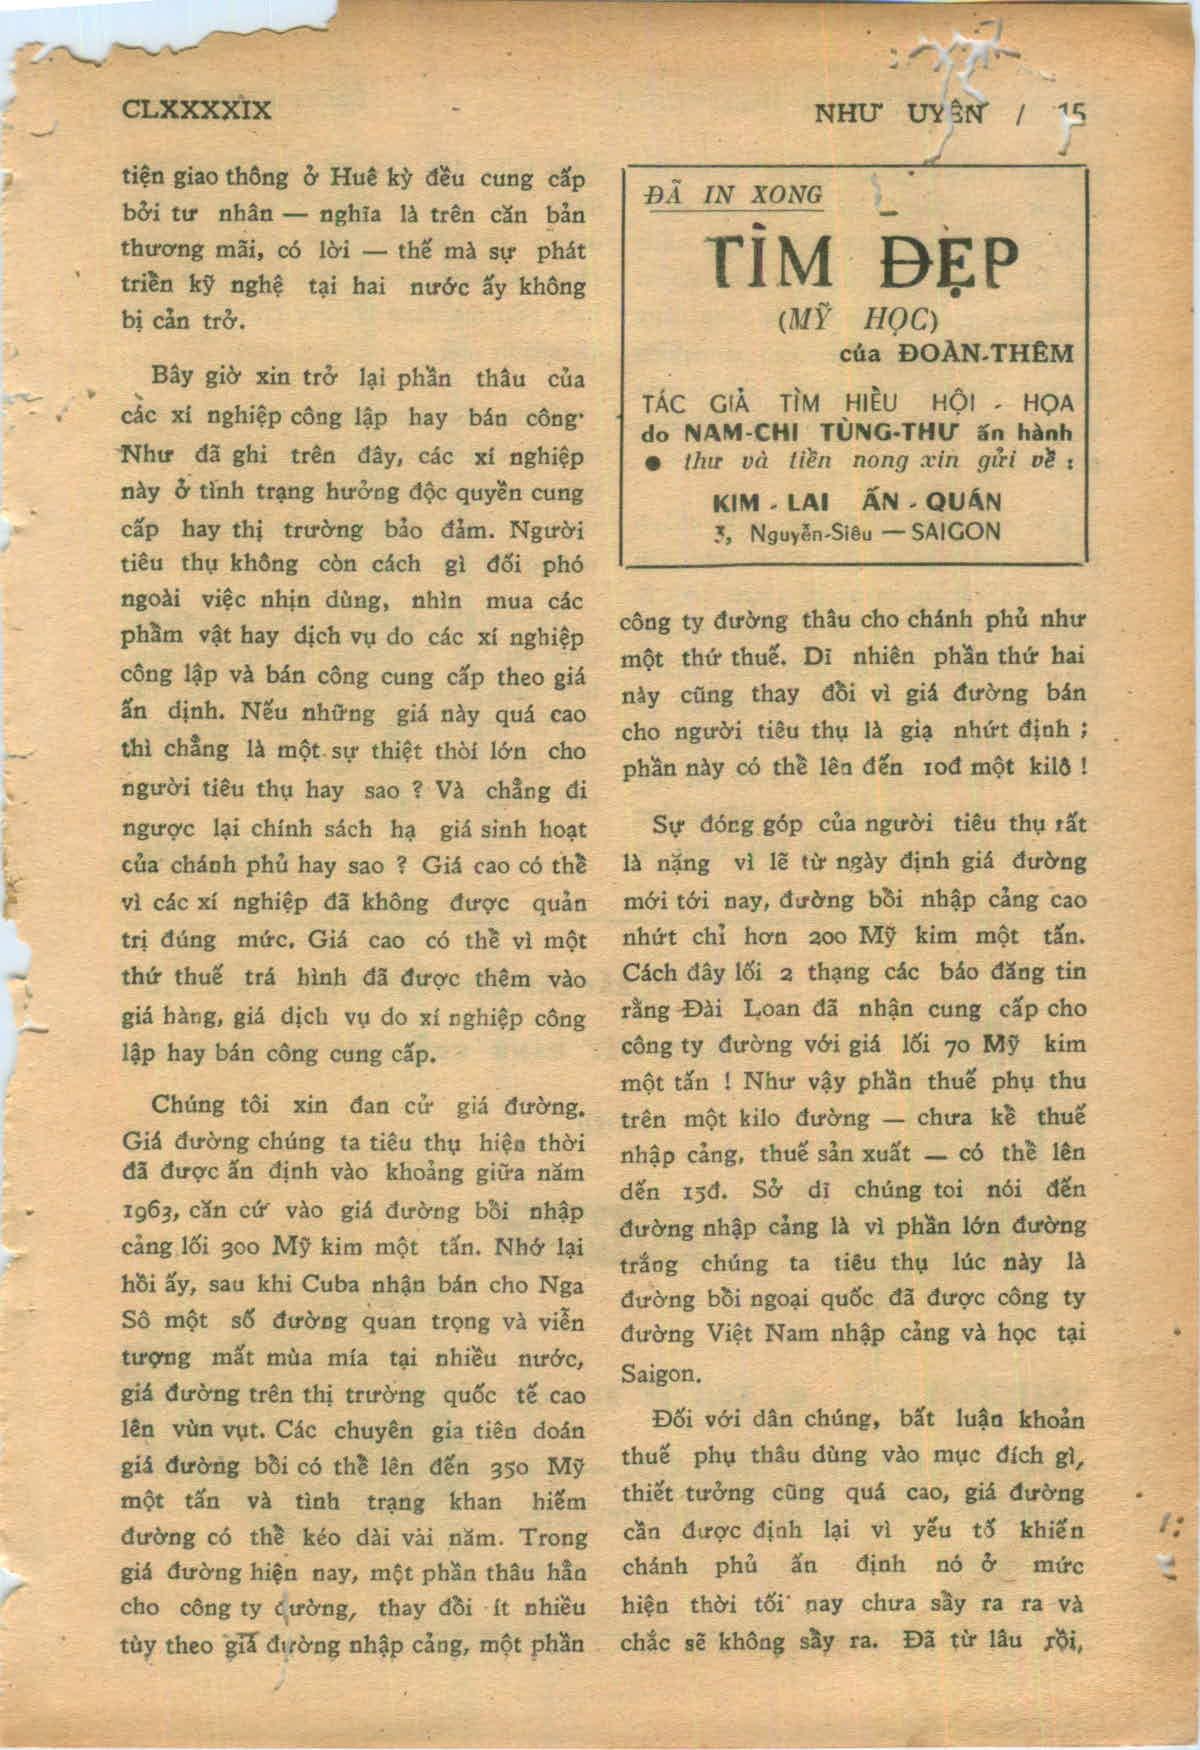 CLXXXXIX
NHƯ UYÊN / 15
tiện giao thông ở Huê kỳ đều cung cấp
bởi tư nhân — nghĩa là trên căn bản
thương mãi, có lời — thế mà sự phát
triển kỹ nghệ tại hai nước ấy không
bị cản trở.
Bây giờ xin trở lại phần thâu của
các xí nghiệp công lập hay bán công.
Như đã ghi trên đây, các xí nghiệp
này ở tình trạng hưởng độc quyền cung
cấp hay thị trường bảo đảm. Người
tiêu thụ không còn cách gì đối phó
ngoài việc nhịn dùng, nhìn mua các
phẩm vật hay dịch vụ do các xí nghiệp
công lập và bán công cung cấp theo giá
ấn dịnh. Nếu những giá này quá cao
thì chẳng là một sự thiệt thòi lớn cho
người tiêu thụ hay sao ? Và chẳng đi
ngược lại chính sách hạ giá sinh hoạt
của chánh phủ hay sao ? Giá cao có thể
vì các xí nghiệp đã không được quản
trị đúng mức. Giá cao có thể vì một
thứ thuế trá hình đã được thêm vào
giá hàng, giá dịch vụ do xí nghiệp công
lập hay bán công cung cấp.
Chúng tôi xin đan cử giá đường.
Giá đường chúng ta tiêu thụ hiện thời
đã được ấn định vào khoảng giữa năm
1963, căn cứ vào giá đường bồi nhập
cảng lối 300 Mỹ kim một tấn. Nhớ lại
hồi ấy, sau khi Cuba nhận bán cho Nga
Sô một số đường quan trọng và viễn
tượng mất mùa mía tại nhiều nước,
giá đường trên thị trường quốc tế cao
lên vùn vụt. Các chuyên gia tiên đoán
giá đường bồi có thể lên đến 350 Mỹ
một tấn và tình trạng khan hiếm
đường có thể kéo dài vài năm. Trong
giá đường hiện nay, một phần thâu hẳn
cho công ty đường, thay đổi ít nhiều
tùy theo giá đường nhập cảng, một phần
ĐÃ IN XONG
TÌM ĐẸP
(MỸ HỌC)
của ĐOÀN-THÊM
TÁC GIẢ TÌM HIỂU HỘI - HỌA
do NAM-CHI TÙNG-THƯ ấn hành
● thư và tiền nong xin gửi về :
KIM - LAI ẤN - QUÁN
3, Nguyễn-Siêu — SAIGON
công ty đường thâu cho chánh phủ như
một thứ thuế. Dĩ nhiên phần thứ hai
này cũng thay đổi vì giá đường bán
cho người tiêu thụ là giạ nhứt định ;
phần này có thể lên đến 10đ một kilô !
Sự đóng góp của người tiêu thụ rất
là nặng vì lẽ từ ngày định giá đường
mới tới nay, đường bồi nhập cảng cao
nhứt chỉ hơn 200 Mỹ kim một tấn.
Cách đây lối 2 thạng các báo đăng tin
rằng Đài Loan đã nhận cung cấp cho
công ty đường với giá lối 70 Mỹ kim
một tấn ! Như vậy phần thuế phụ thu
trên một kilo đường — chưa kể thuế
nhập cảng, thuế sản xuất — có thể lên
dến 15đ. Sở dĩ chúng toi nói đến
đường nhập cảng là vì phần lớn đường
trắng chúng ta tiêu thụ lúc này là
đường bồi ngoại quốc đã được công ty
đường Việt Nam nhập cảng và học tại
Saigon.
Đối với dân chúng, bất luận khoản
thuế phụ thâu dùng vào mục đích gì,
thiết tưởng cũng quá cao, giá đường
cần được định lại vì yếu tố khiến
chánh phủ ấn định nó ở mức
hiện thời tối nay chưa sầy ra ra và
chắc sẽ không sầy ra. Đã từ lâu rồi,